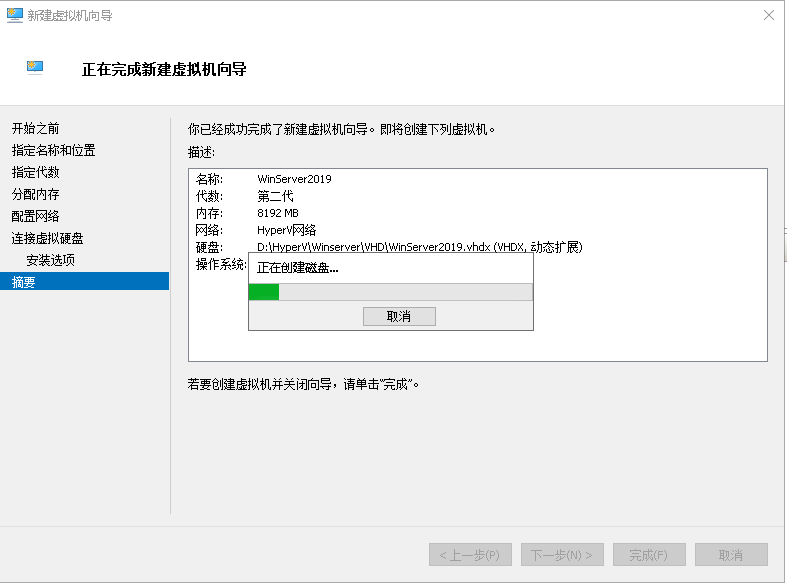 新建虚拟机向导
正在完成新建虚拟机向导
开始之前
指定名称和位置
指定代数
分配内存
配置网络
连接虚拟硬盘
安装选项
摘要
你已经成功完成了新建虚拟机向导。即将创建下列虚拟机。
描述:
名称: WinServer2019
代数: 第二代
内存: 8192 MB
网络: HyperV网络
硬盘: D:\HyperV\Winserver\VHD\WinServer2019.vhdx (VHDX, 动态扩展)
操作系统:
正在创建磁盘...
取消
若要创建虚拟机并关闭向导，请单击“完成”。
< 上一步(P)
下一步(N) >
完成(F)
取消